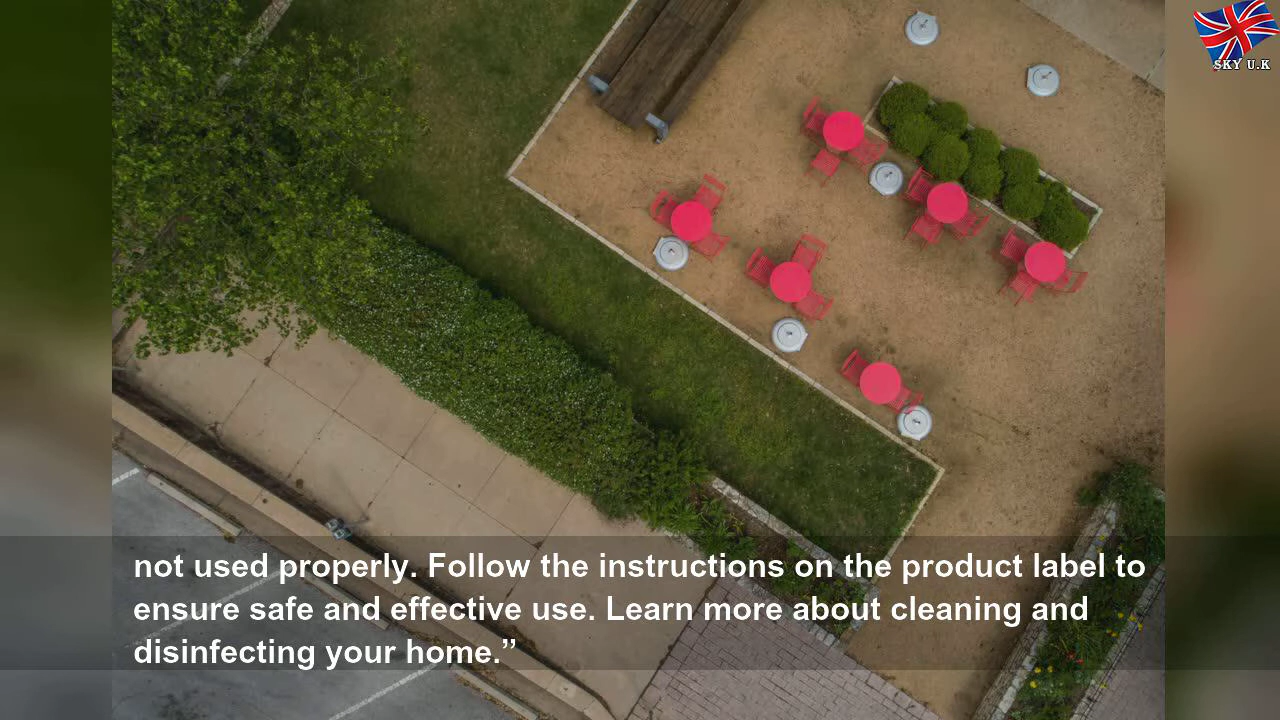 SKY U.K
not used properly. Follow the instructions on the product label to
ensure safe and effective use. Learn more about cleaning and
disinfecting your home.”